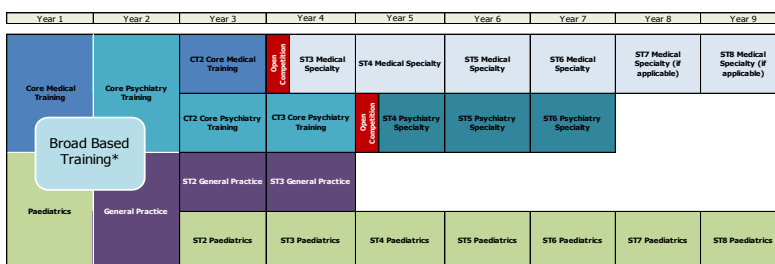 Year 1 Year 2 Year 3 Year 4 Year 5 Year 6 Year 7 Year 8 Year 9
Core Medical
Training
Core Psychiatry
Training
CT2 Core Medical
Training
Open
Competition
ST3 Medical
Specialty
ST4 Medical Specialty
ST5 Medical
Specialty
ST6 Medical
Specialty
ST7 Medical
Specialty (if
applicable)
ST8 Medical
Specialty (if
applicable)
CT2 Core Psychiatry
Training
CT3 Core Psychiatry
Training
Open
Competition
ST4 Psychiatry
Specialty
ST5 Psychiatry
Specialty
ST6 Psychiatry
Specialty
Broad Based
Training*
Paediatrics
General Practice
ST2 General Practice
ST3 General Practice
ST2 Paediatrics
ST3 Paediatrics
ST4 Paediatrics
ST5 Paediatrics
ST6 Paediatrics
ST7 Paediatrics
ST8 Paediatrics